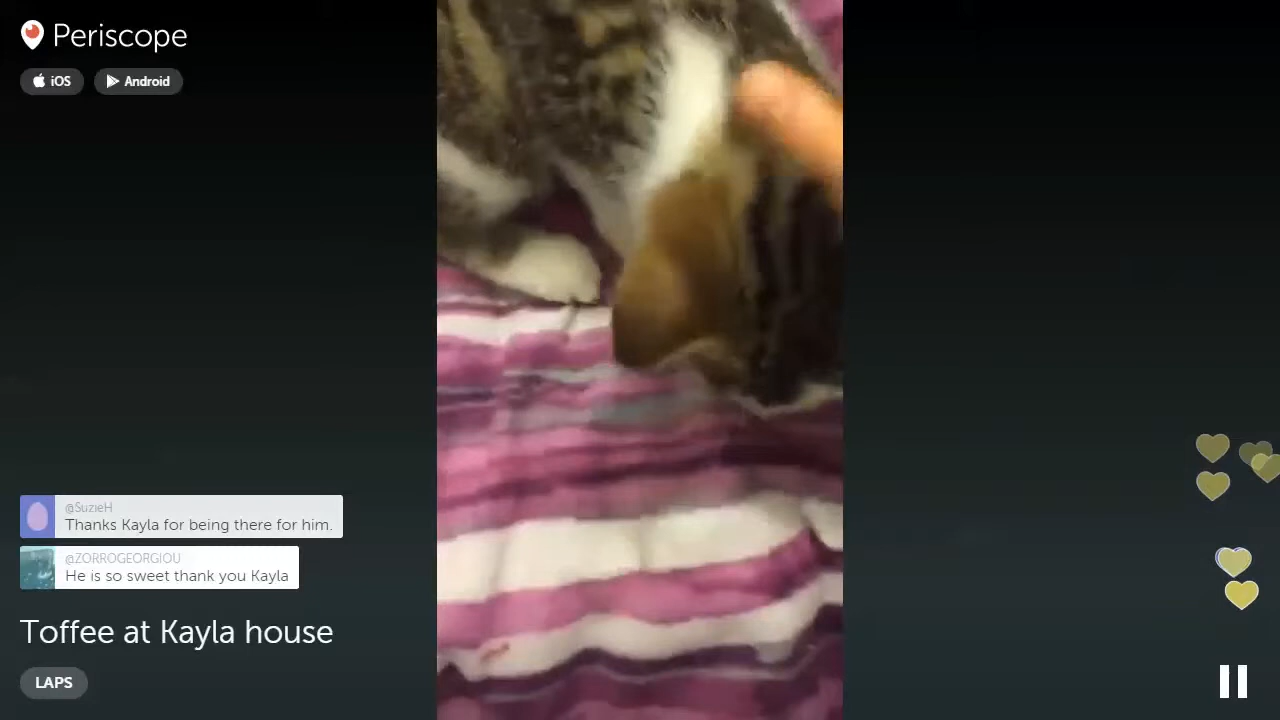 Periscope
iOS
Android
@SuzieH
Thanks Kayla for being there for him.
@ZORROGEORGIOU
He is so sweet thank you Kayla
Toffee at Kayla house
LAPS